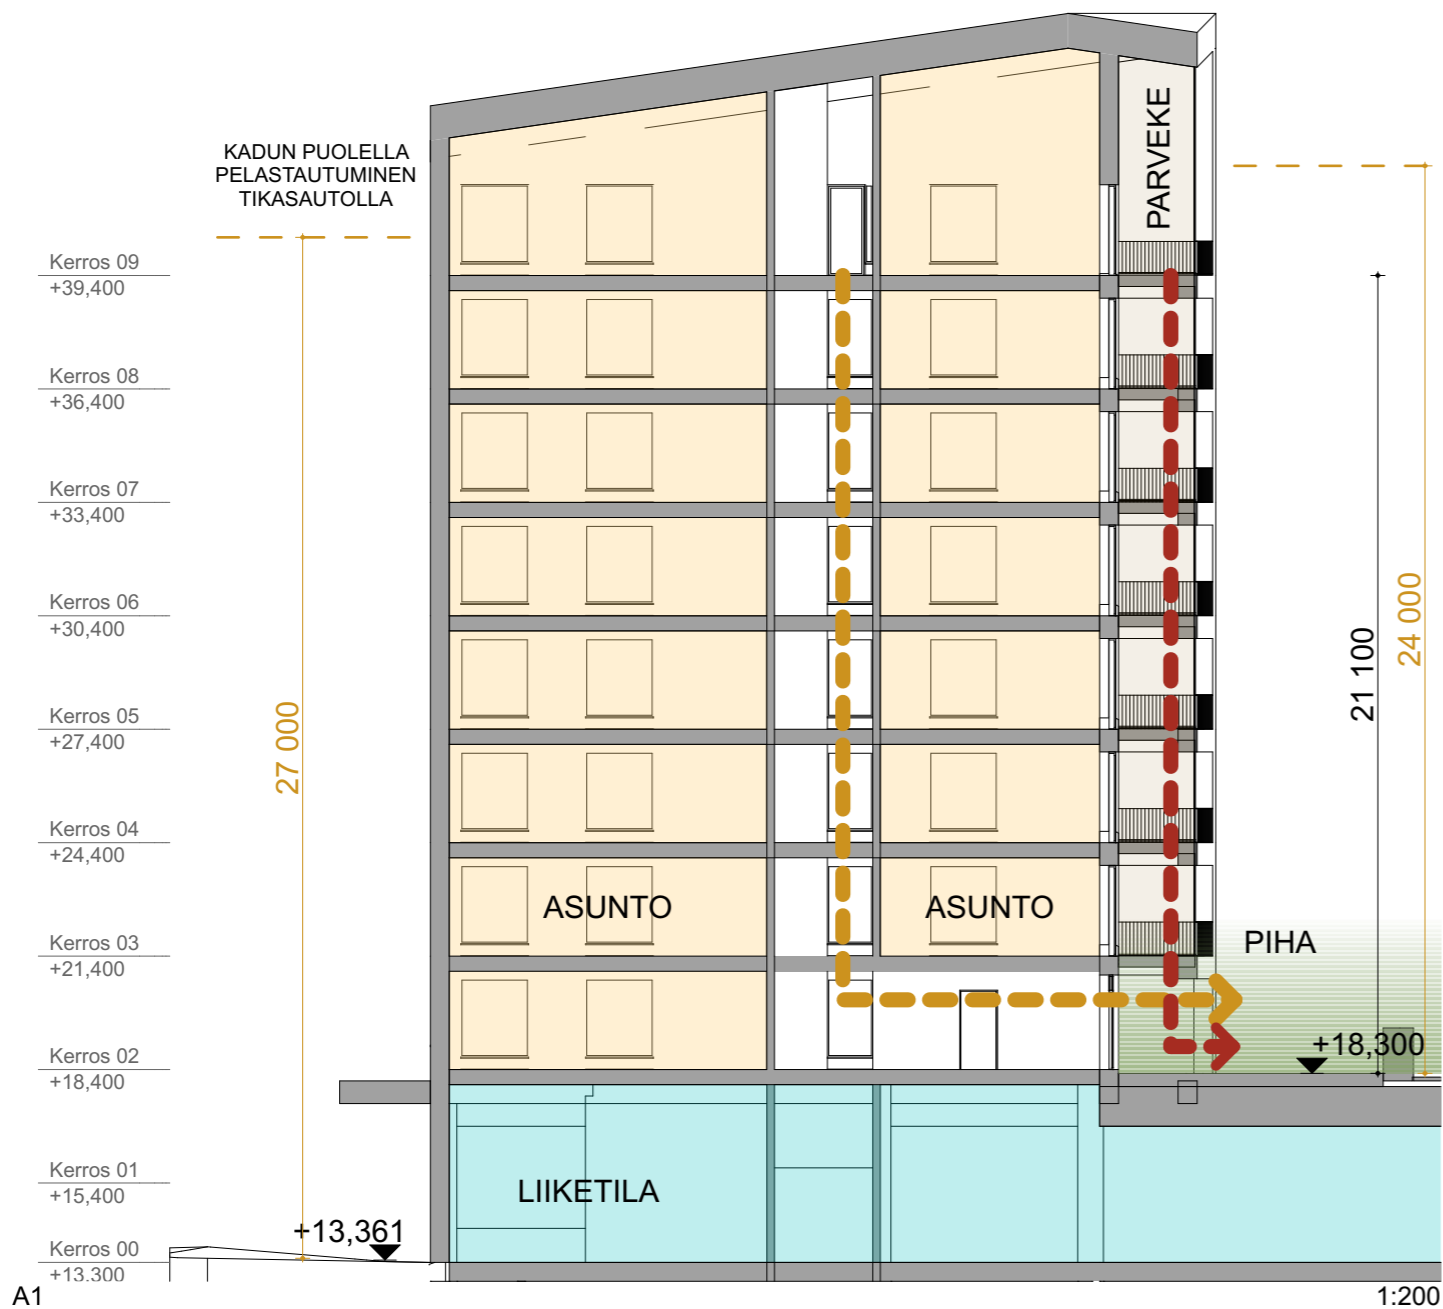 KADUN PUOLELLA
PELASTAUTUMINEN
TIKASAUTOLLA
PARVEKE
Kerros 09
+39,400
Kerros 08
+36,400
Kerros 07
+33,400
Kerros 06
+30,400
Kerros 05
+27,400
Kerros 04
+24,400
Kerros 03
+21,400
Kerros 02
+18,400
Kerros 01
+15,400
Kerros 00
+13,300
27 000
21 100
24 000
ASUNTO
ASUNTO
PIHA
+18,300
LIIKETILA
+13,361
A1
1:200